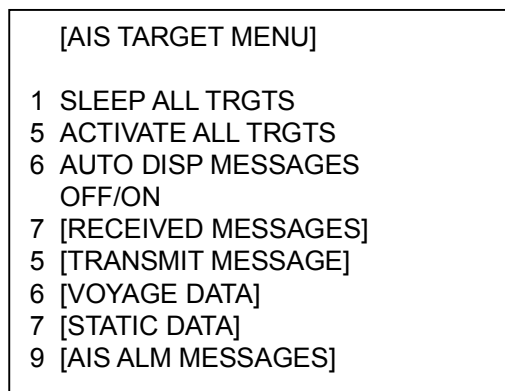 [AIS TARGET MENU]
1 SLEEP ALL TRGTS
5 ACTIVATE ALL TRGTS
6 AUTO DISP MESSAGES
OFF/ON
7 [RECEIVED MESSAGES]
5 [TRANSMIT MESSAGE]
6 [VOYAGE DATA]
7 [STATIC DATA]
9 [AIS ALM MESSAGES]